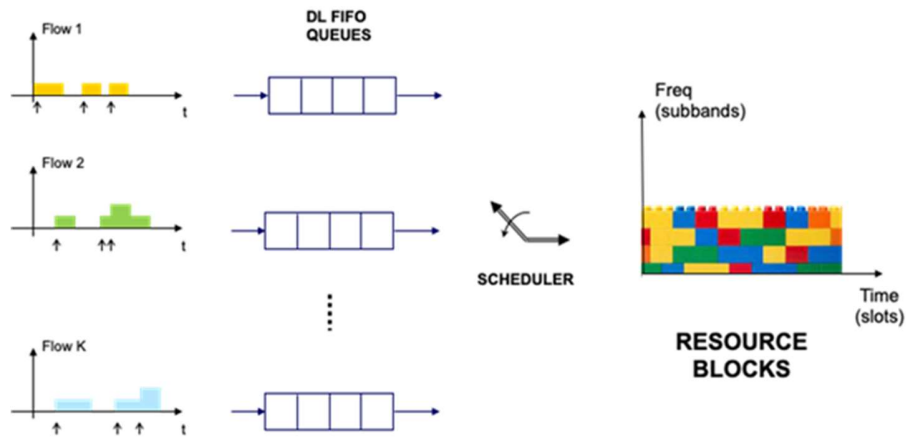 Flow 1
t
DL FIFO
QUEUES
Flow 2
t
Flow K
t
SCHEDULER
Freq
(subbands)
Time
(slots)
RESOURCE
BLOCKS